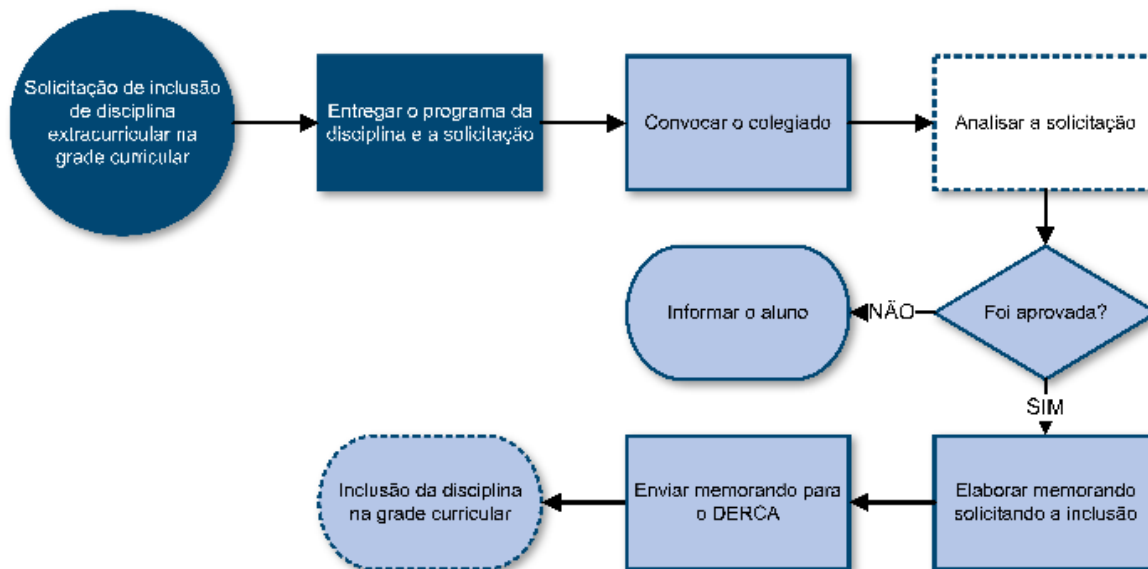 Solicitação de inclusão
de disciplina
extracurricular na
grade curricular
Entregar o programa da
disciplina e a solicitação
Convocar o colegiado
Analisar a solicitação
Foi aprovada?
NÃO
Informar o aluno
SIM
Elaborar memorando
solicitando a inclusão
Enviar memorando para
o DERCA
Inclusão da disciplina
na grade curricular